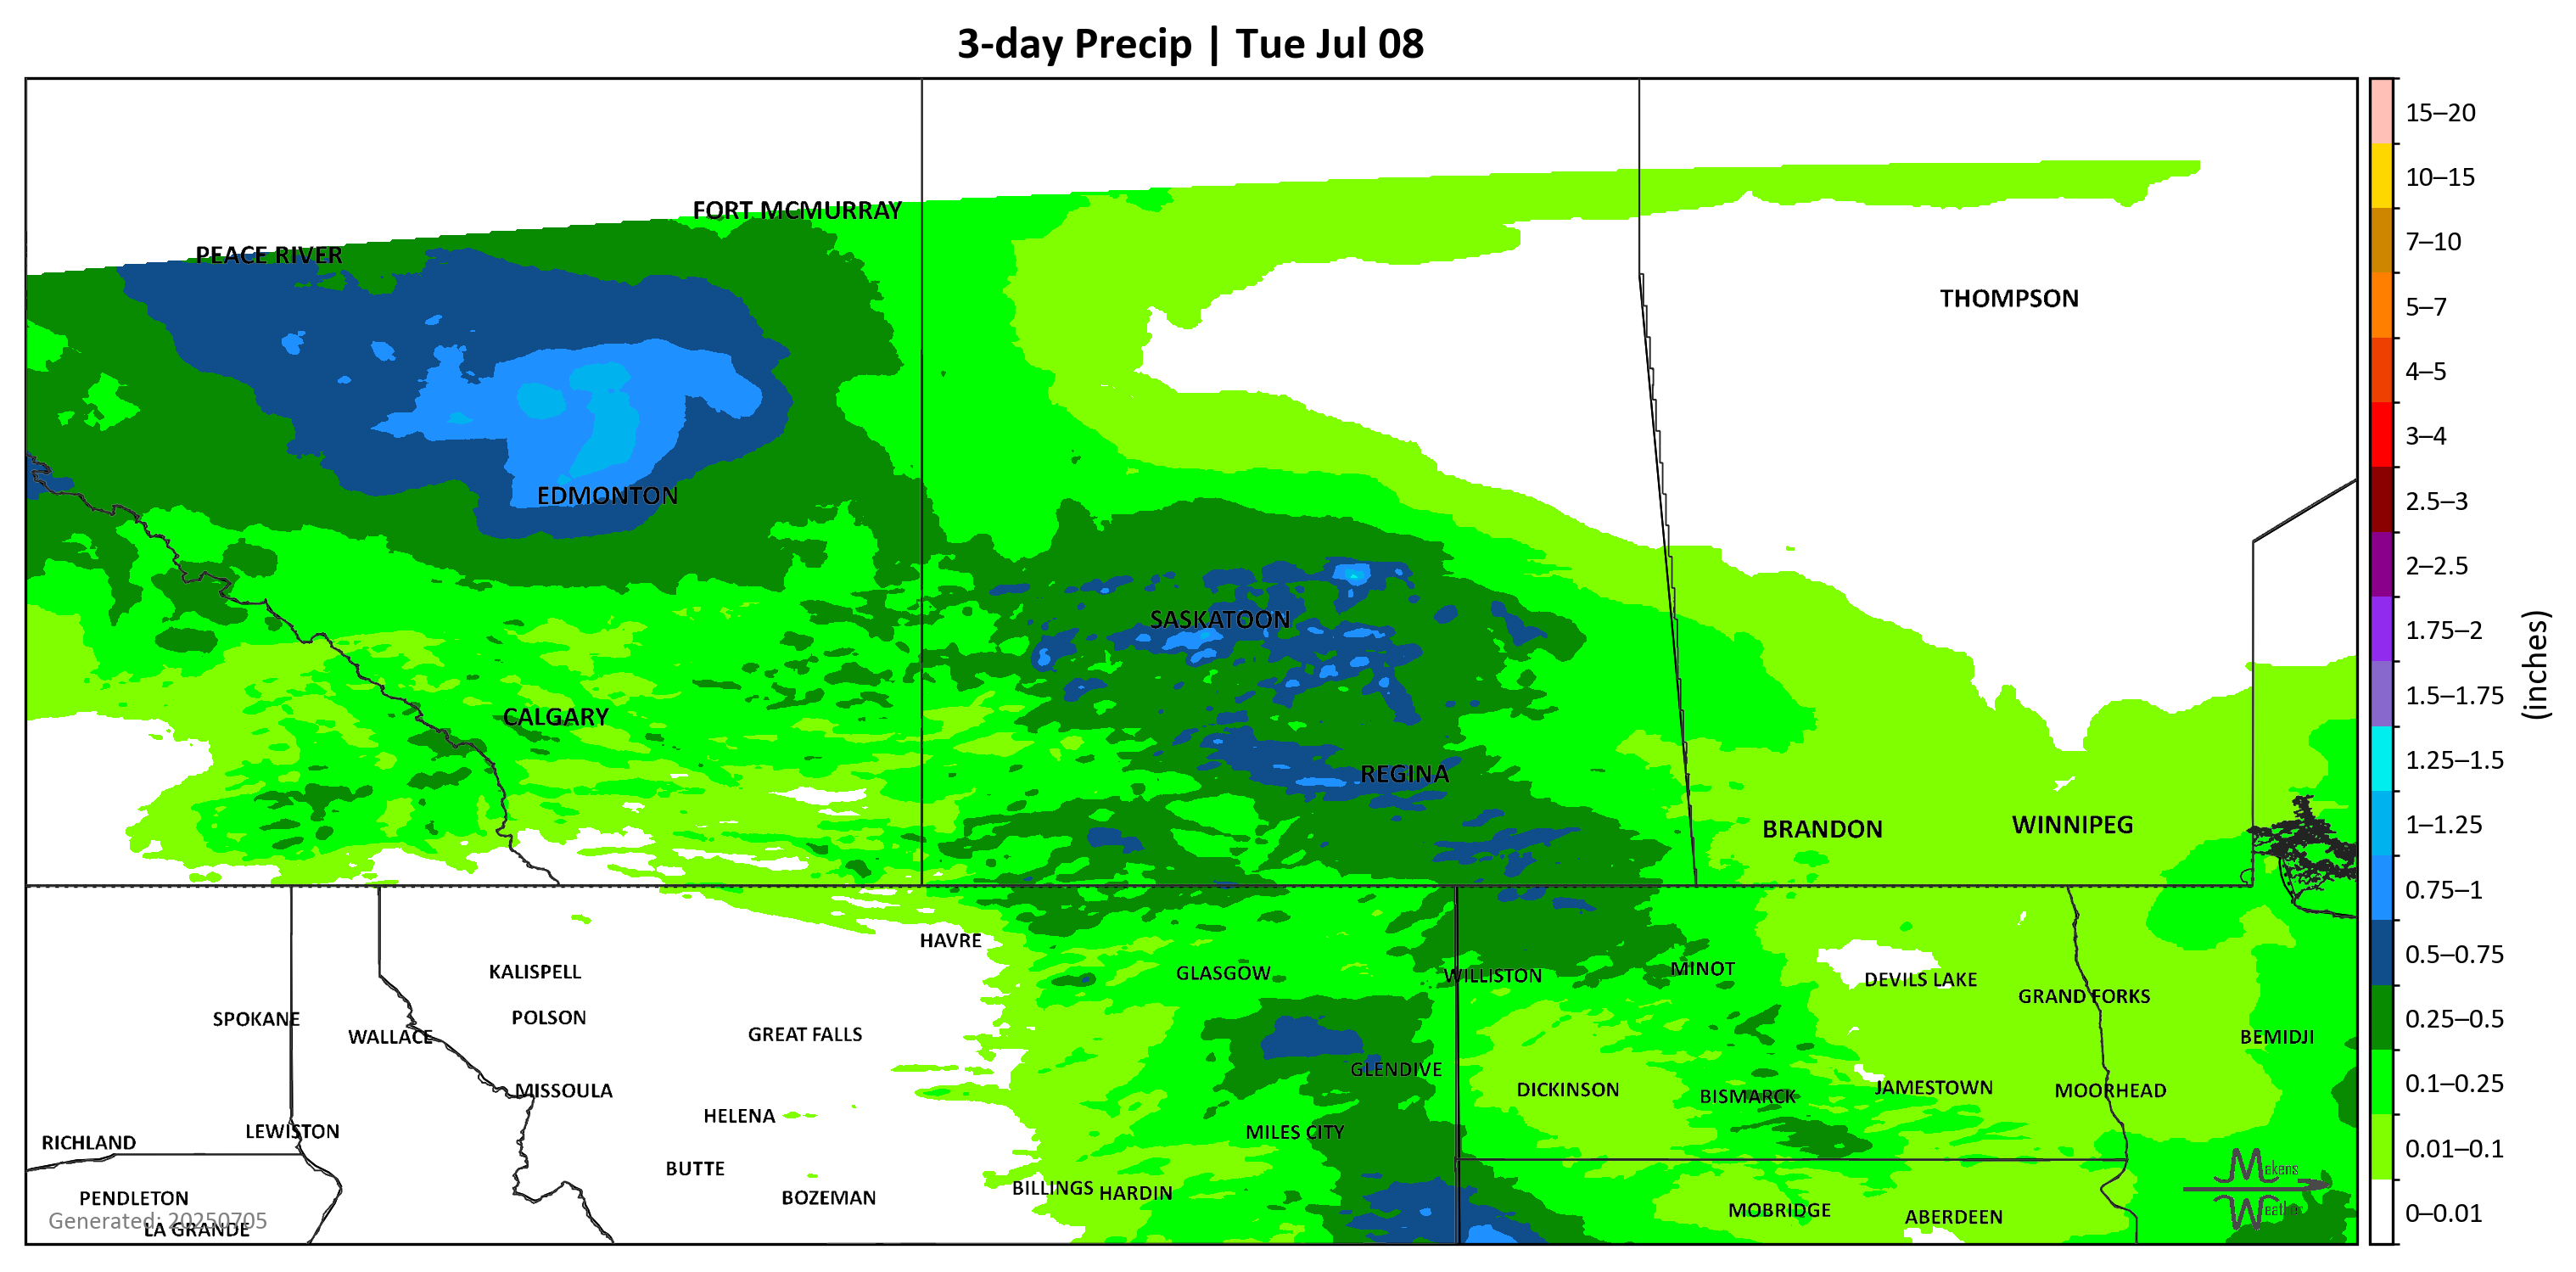 3-day Precip | Tue Jul 08
15–20
10–15
7–10
5–7
4–5
3–4
2.5–3
2–2.5
1.75–2
1.5–1.75
1.25–1.5
1–1.25
0.75–1
0.5–0.75
0.25–0.5
0.1–0.25
0.01–0.1
0–0.01
(inches)
FORT MCMURRAY
PEACE RIVER
THOMPSON
EDMONTON
SASKATOON
CALGARY
REGINA
BRANDON
WINNIPEG
HAVRE
KALISPELL
GLASGOW
WILLISTON
MINOT
DEVILS LAKE
GRAND FORKS
SPOKANE
WALLACE
POLSON
GREAT FALLS
BEMIDJI
GLENDIVE
MISSOULA
DICKINSON
BISMARCK
JAMESTOWN
MOORHEAD
HELENA
RICHLAND
LEWISTON
MILES CITY
BUTTE
BILLINGS
HARDIN
PENDLETON
BOZEMAN
MOBRIDGE
ABERDEEN
Generated: 20250705
LA GRANDE
Makens
Weather